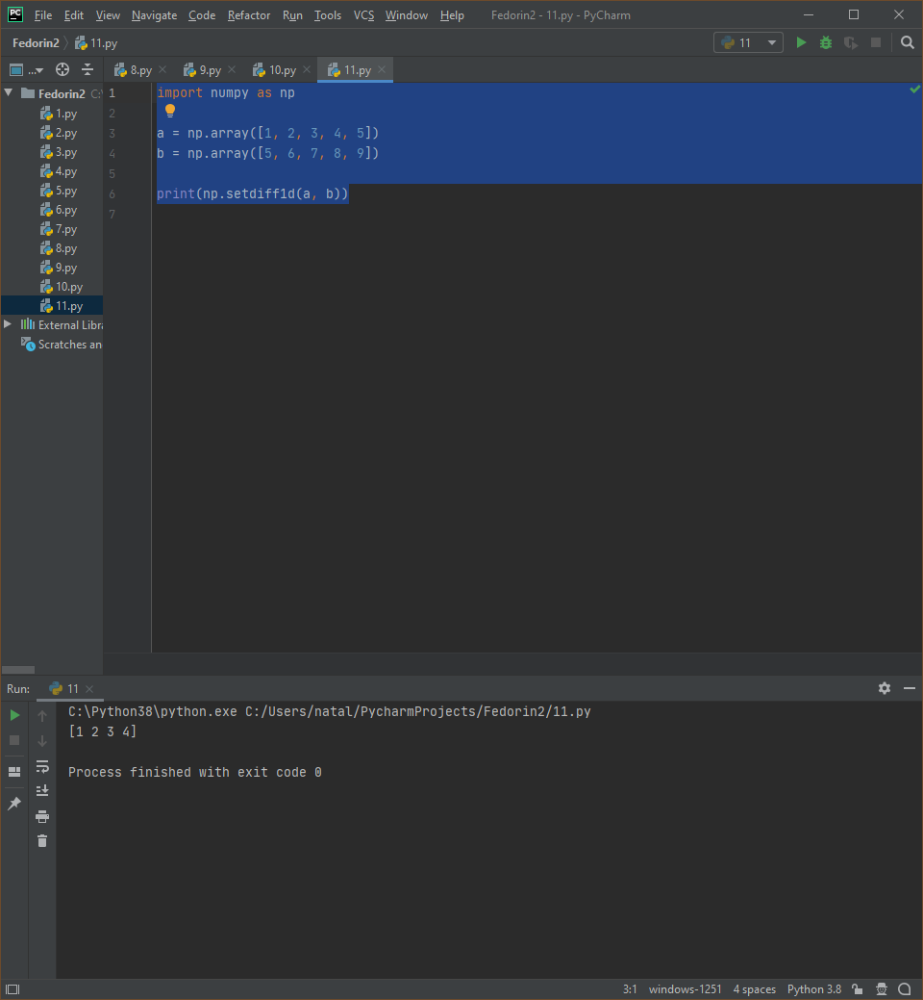 PC File Edit View Navigate Code Refactor Run Tools VCS Window Help Fedorin2 - 11.py - PyCharm
Fedorin2 11.py 11
... 8.py 9.py 10.py 11.py
Fedorin2 C:\
1.py
2.py
3.py
4.py
5.py
6.py
7.py
8.py
9.py
10.py
11.py
External Libra
Scratches an
1 import numpy as np
2
3 a = np.array([1, 2, 3, 4, 5])
4 b = np.array([5, 6, 7, 8, 9])
5
6 print(np.setdiff1d(a, b))
7
Run: 11
C:\Python38\python.exe C:/Users/natal/PycharmProjects/Fedorin2/11.py
[1 2 3 4]
Process finished with exit code 0
3:1 windows-1251 4 spaces Python 3.8